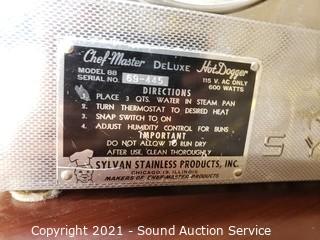 Chef-Master DeLuxe Hot Dogger
MODEL 88 115 V. AC ONLY
SERIAL NO. 69-445 600 WATTS
DIRECTIONS
1. PLACE 3 QTS. WATER IN STEAM PAN
2. TURN THERMOSTAT TO DESIRED HEAT
3. SNAP SWITCH TO ON
4. ADJUST HUMIDITY CONTROL FOR BUNS
IMPORTANT
DO NOT ALLOW TO RUN DRY
AFTER USE, CLEAN THOROUGHLY
SYLVAN STAINLESS PRODUCTS, INC.
CHICAGO 13, ILLINOIS
MAKERS OF CHEF-MASTER PRODUCTS
S Y
Copyright 2021 - Sound Auction Service